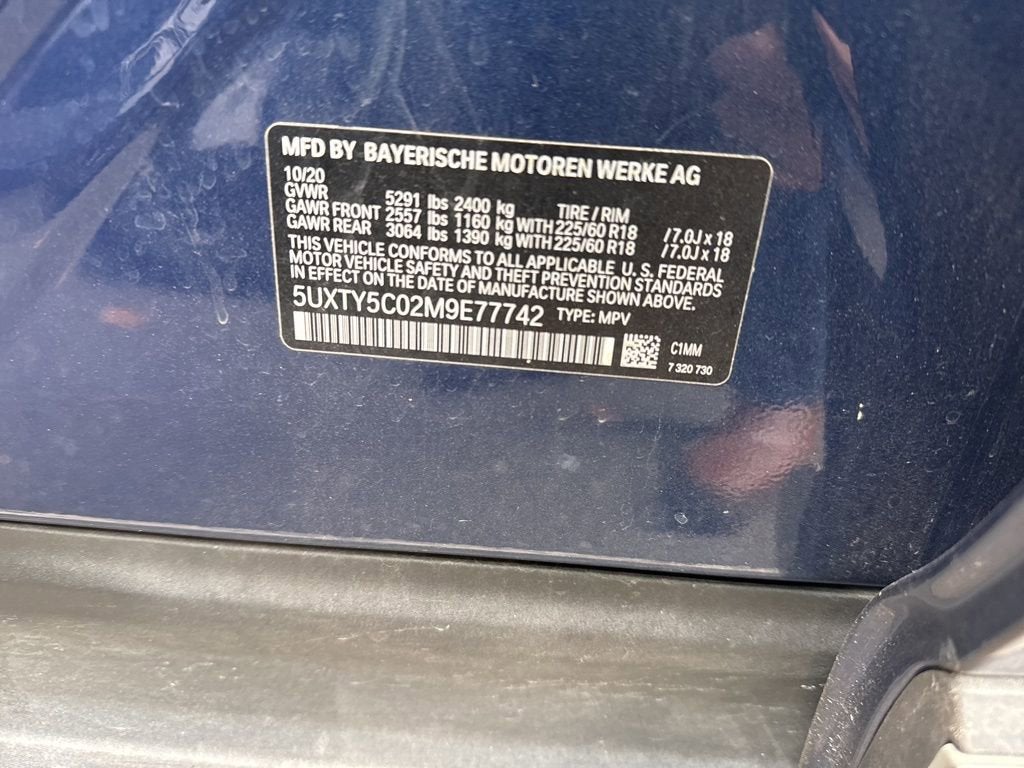 MFD BY BAYERISCHE MOTOREN WERKE AG
10/20
GVWR 5291 lbs 2400 kg TIRE / RIM
GAWR FRONT 2557 lbs 1160 kg WITH 225/60 R18 /7.0J x 18
GAWR REAR 3064 lbs 1390 kg WITH 225/60 R18 /7.0J x 18
THIS VEHICLE CONFORMS TO ALL APPLICABLE U. S. FEDERAL
MOTOR VEHICLE SAFETY AND THEFT PREVENTION STANDARDS
IN EFFECT ON THE DATE OF MANUFACTURE SHOWN ABOVE.
5UXTY5C02M9E77742 TYPE: MPV
C1MM
7 320 730